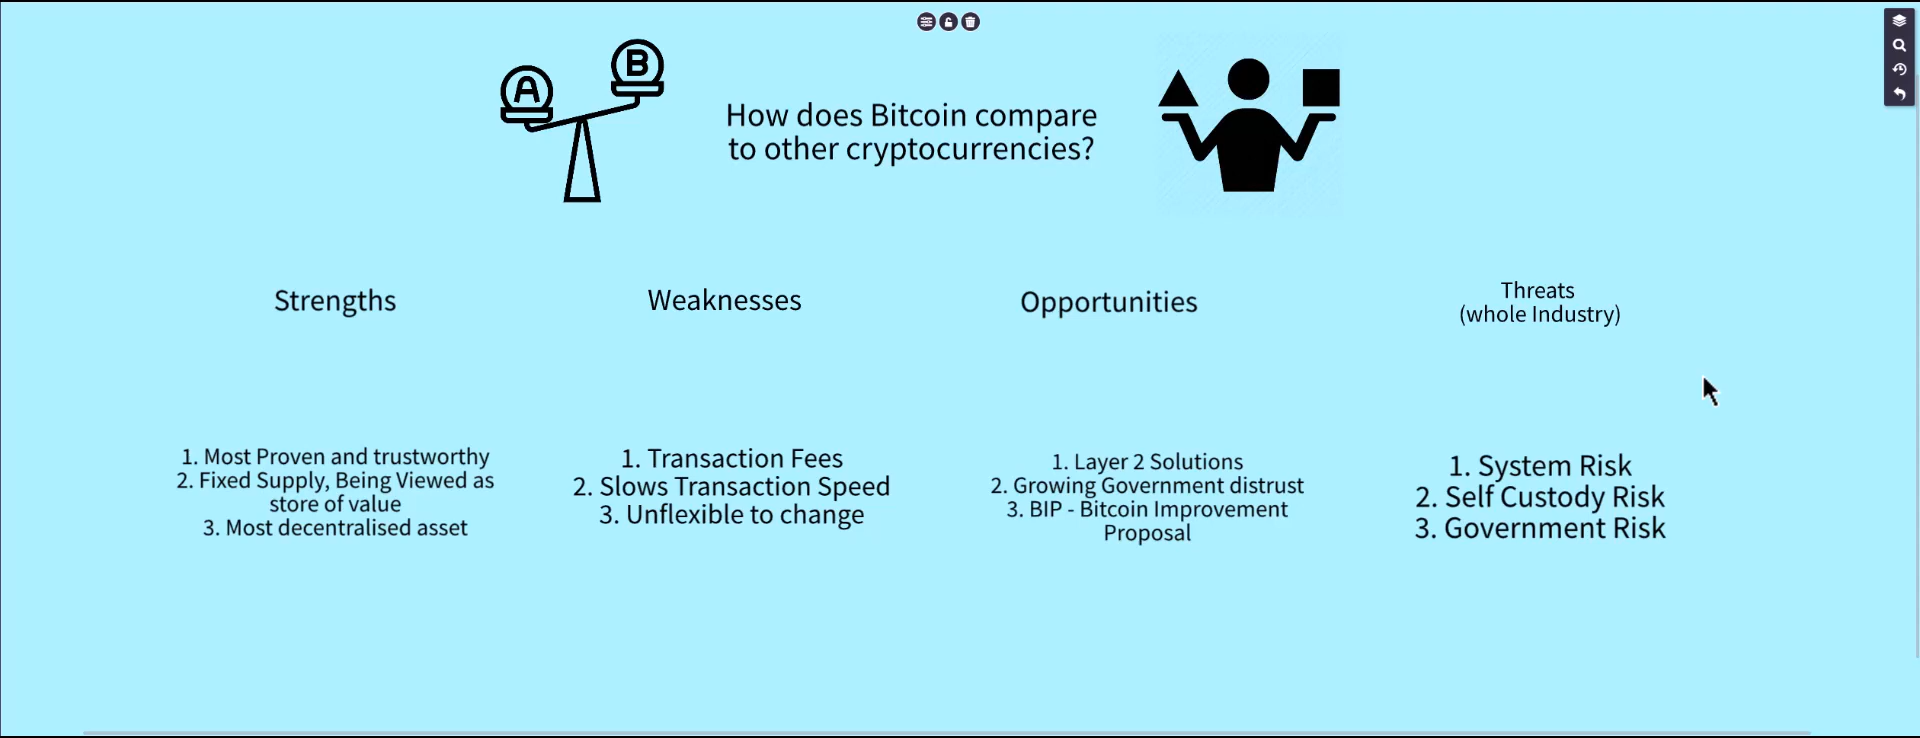 A
B
How does Bitcoin compare
to other cryptocurrencies?
Strengths
Weaknesses
Opportunities
Threats
(whole Industry)
1. Most Proven and trustworthy
2. Fixed Supply, Being Viewed as
store of value
3. Most decentralised asset
1. Transaction Fees
2. Slows Transaction Speed
3. Unflexible to change
1. Layer 2 Solutions
2. Growing Government distrust
3. BIP - Bitcoin Improvement
Proposal
1. System Risk
2. Self Custody Risk
3. Government Risk